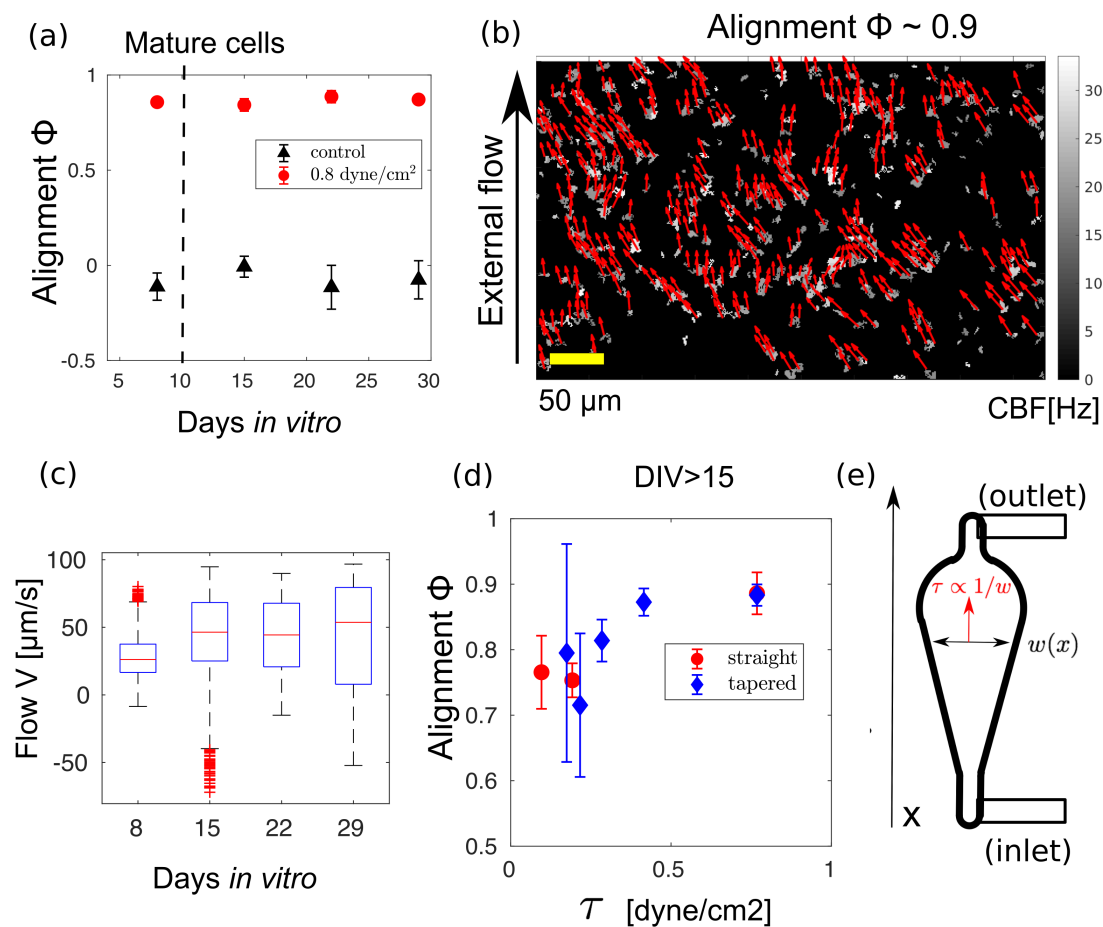 (a)
Mature cells
1
0.5
0
-0.5
Alignment Φ
control
0.8 dyne/cm²
5 10 15 20 25 30
Days in vitro
(b)
Alignment Φ ~ 0.9
External flow
50 μm
30
25
20
15
10
5
0
CBF[Hz]
(c)
100
50
0
-50
Flow V [μm/s]
8 15 22 29
Days in vitro
(d)
DIV>15
1
0.9
0.8
0.7
0.6
0.5
Alignment Φ
straight
tapered
0 0.5 1
τ [dyne/cm2]
(e)
(outlet)
τ ∝ 1/w
w(x)
x
(inlet)